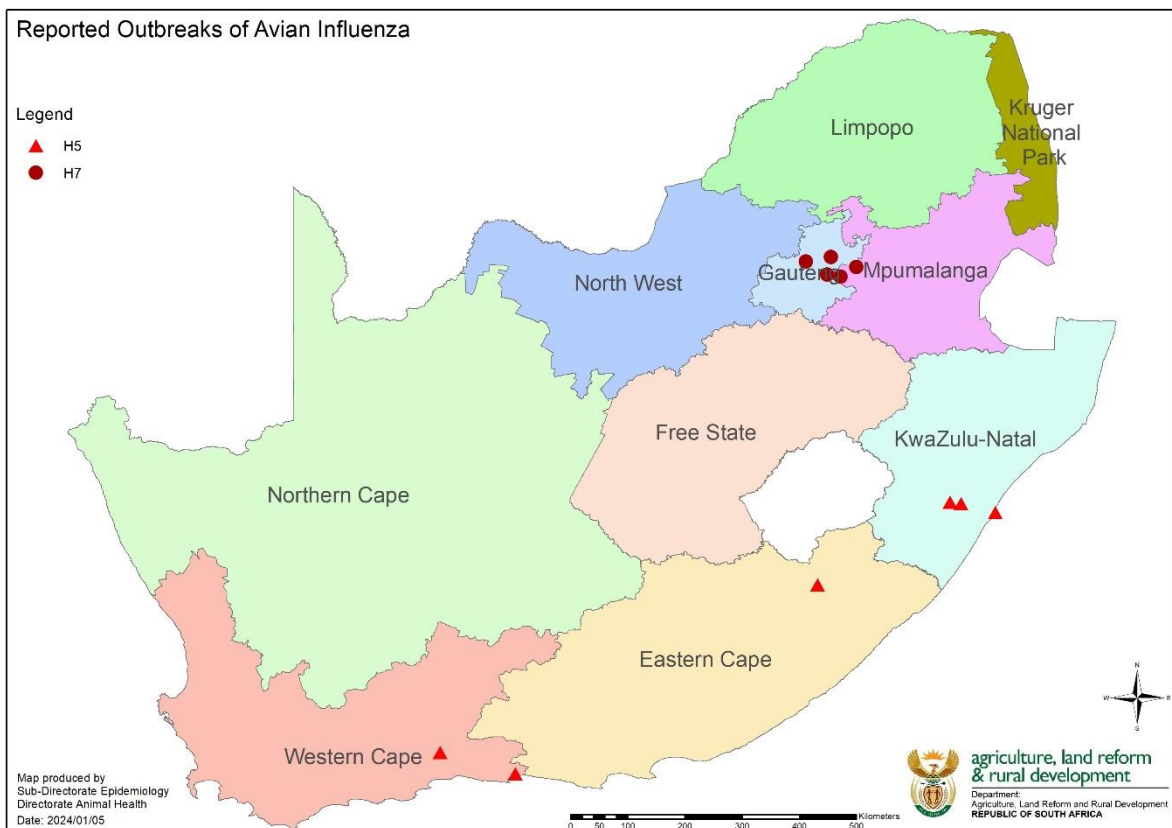 Reported Outbreaks of Avian Influenza
Legend
H5
H7
Limpopo
Kruger
National
Park
North West
Gauteng
Mpumalanga
Free State
KwaZulu-Natal
Northern Cape
Eastern Cape
Western Cape
N
W
E
S
Map produced by
Sub-Directorate Epidemiology
Directorate Animal Health
Date: 2024/01/05
Kilometers
0 50 100 200 300 400 500
agriculture, land reform
& rural development
Department:
Agriculture, Land Reform and Rural Development
REPUBLIC OF SOUTH AFRICA